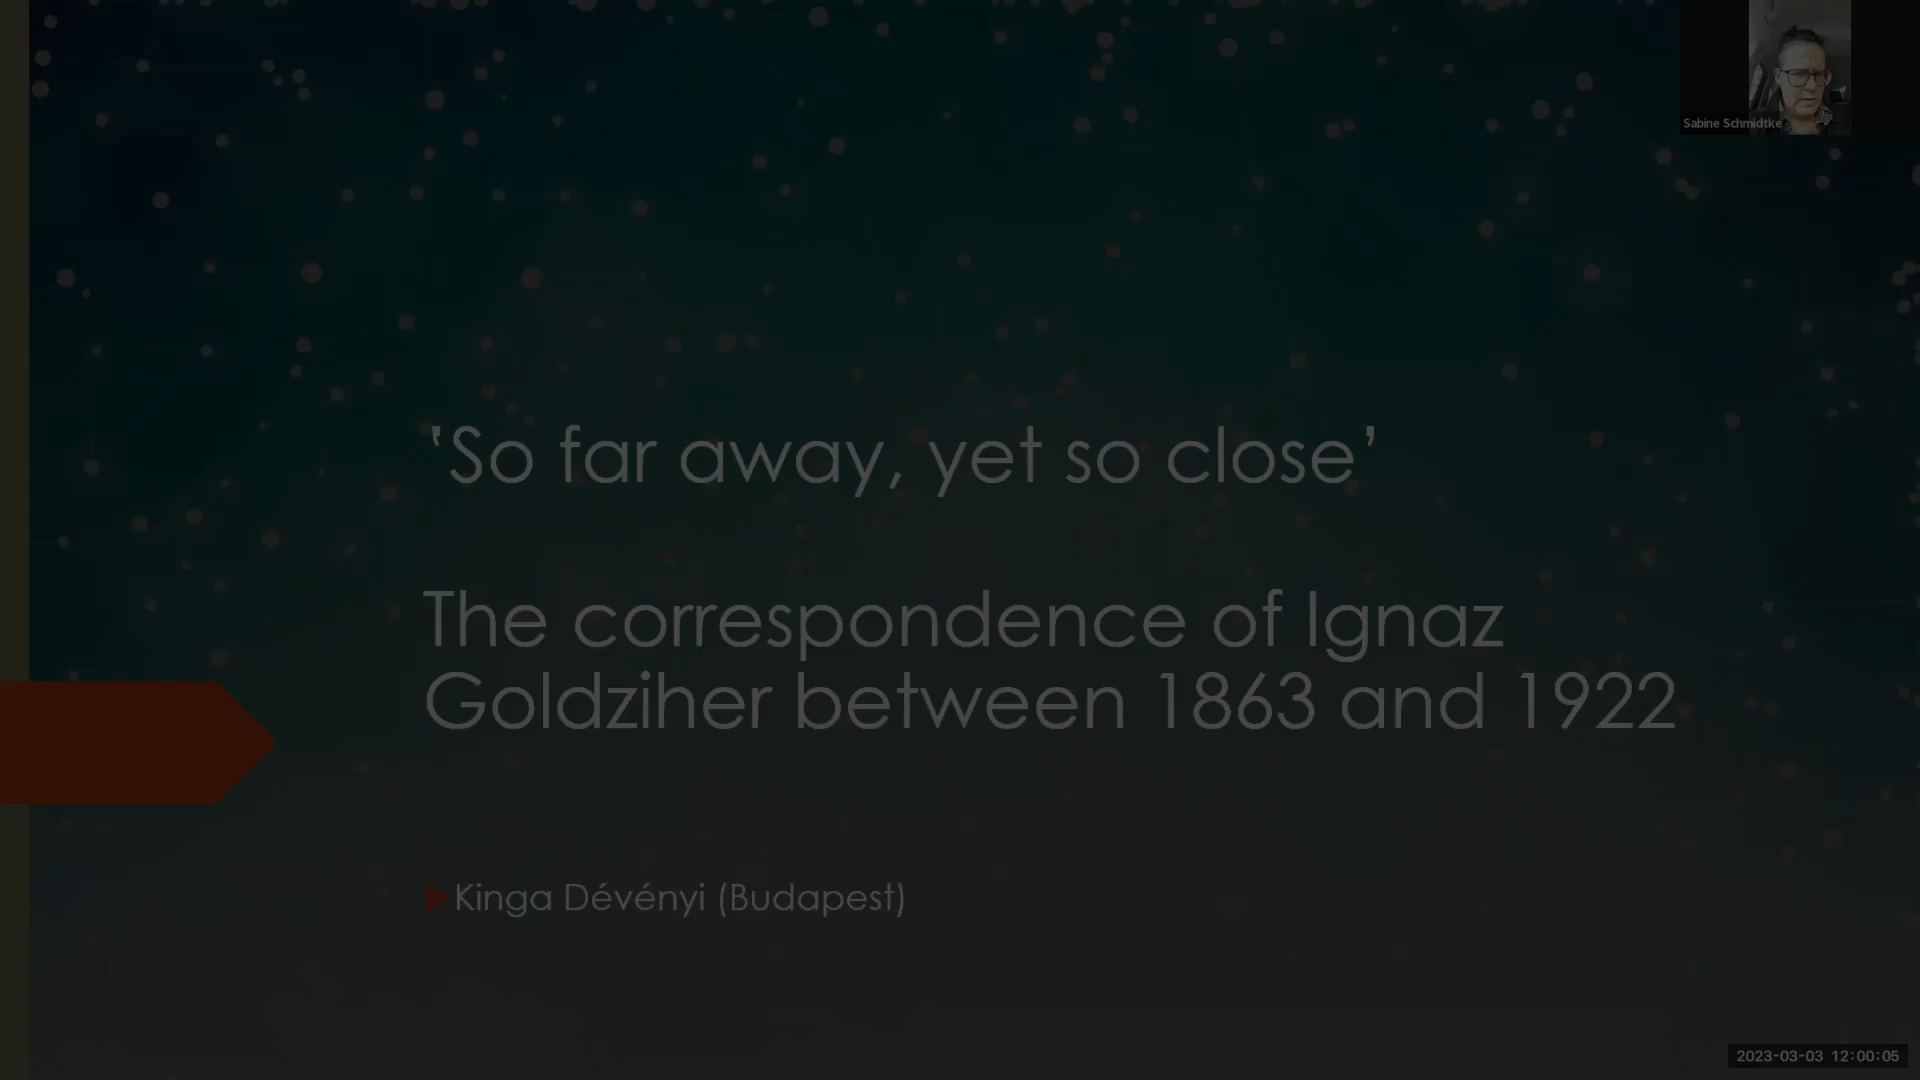 Sabine Schmidtke
‛So far away, yet so close’
The correspondence of Ignaz
Goldziher between 1863 and 1922
Kinga Dévényi (Budapest)
2023-03-03 12:00:05